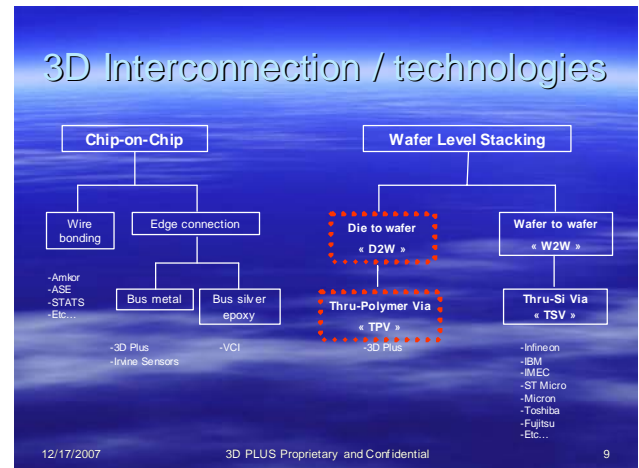 3D Interconnection / technologies
Chip-on-Chip
Wafer Level Stacking
Wire
bonding
Edge connection
Die to wafer
« D2W »
Wafer to wafer
« W2W »
-Amkor
-ASE
-STATS
-Etc...
Bus metal
Bus silver
epoxy
Thru-Polymer Via
« TPV »
Thru-Si Via
« TSV »
-3D Plus
-Irvine Sensors
-VCI
-3D Plus
-Infineon
-IBM
-IMEC
-ST Micro
-Micron
-Toshiba
-Fujitsu
-Etc...
12/17/2007
3D PLUS Proprietary and Confidential
9